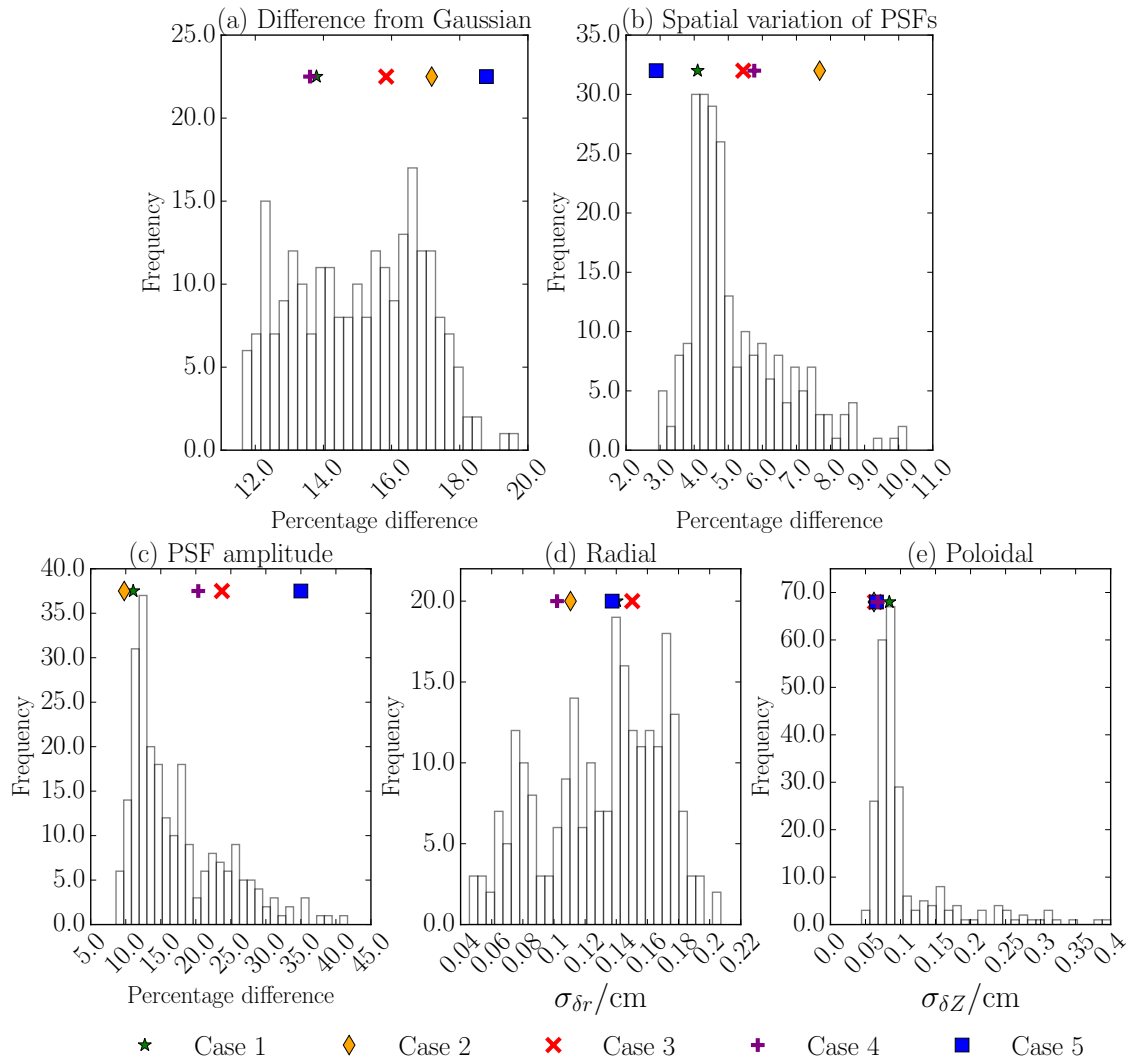 (a) Difference from Gaussian
(b) Spatial variation of PSFs
25.0
20.0
15.0
10.0
5.0
0.0
Frequency
12.0 14.0 16.0 18.0 20.0
Percentage difference
35.0
30.0
25.0
20.0
15.0
10.0
5.0
0.0
Frequency
2.0 3.0 4.0 5.0 6.0 7.0 8.0 9.0 10.0 11.0
Percentage difference
(c) PSF amplitude
(d) Radial
(e) Poloidal
40.0
35.0
30.0
25.0
20.0
15.0
10.0
5.0
0.0
Frequency
5.0 10.0 15.0 20.0 25.0 30.0 35.0 40.0 45.0
Percentage difference
20.0
15.0
10.0
5.0
0.0
Frequency
0.04 0.06 0.08 0.1 0.12 0.14 0.16 0.18 0.2 0.22
σδr/cm
70.0
60.0
50.0
40.0
30.0
20.0
10.0
0.0
Frequency
0.0 0.05 0.1 0.15 0.2 0.25 0.3 0.35 0.4
σδZ/cm
Case 1 Case 2 Case 3 Case 4 Case 5